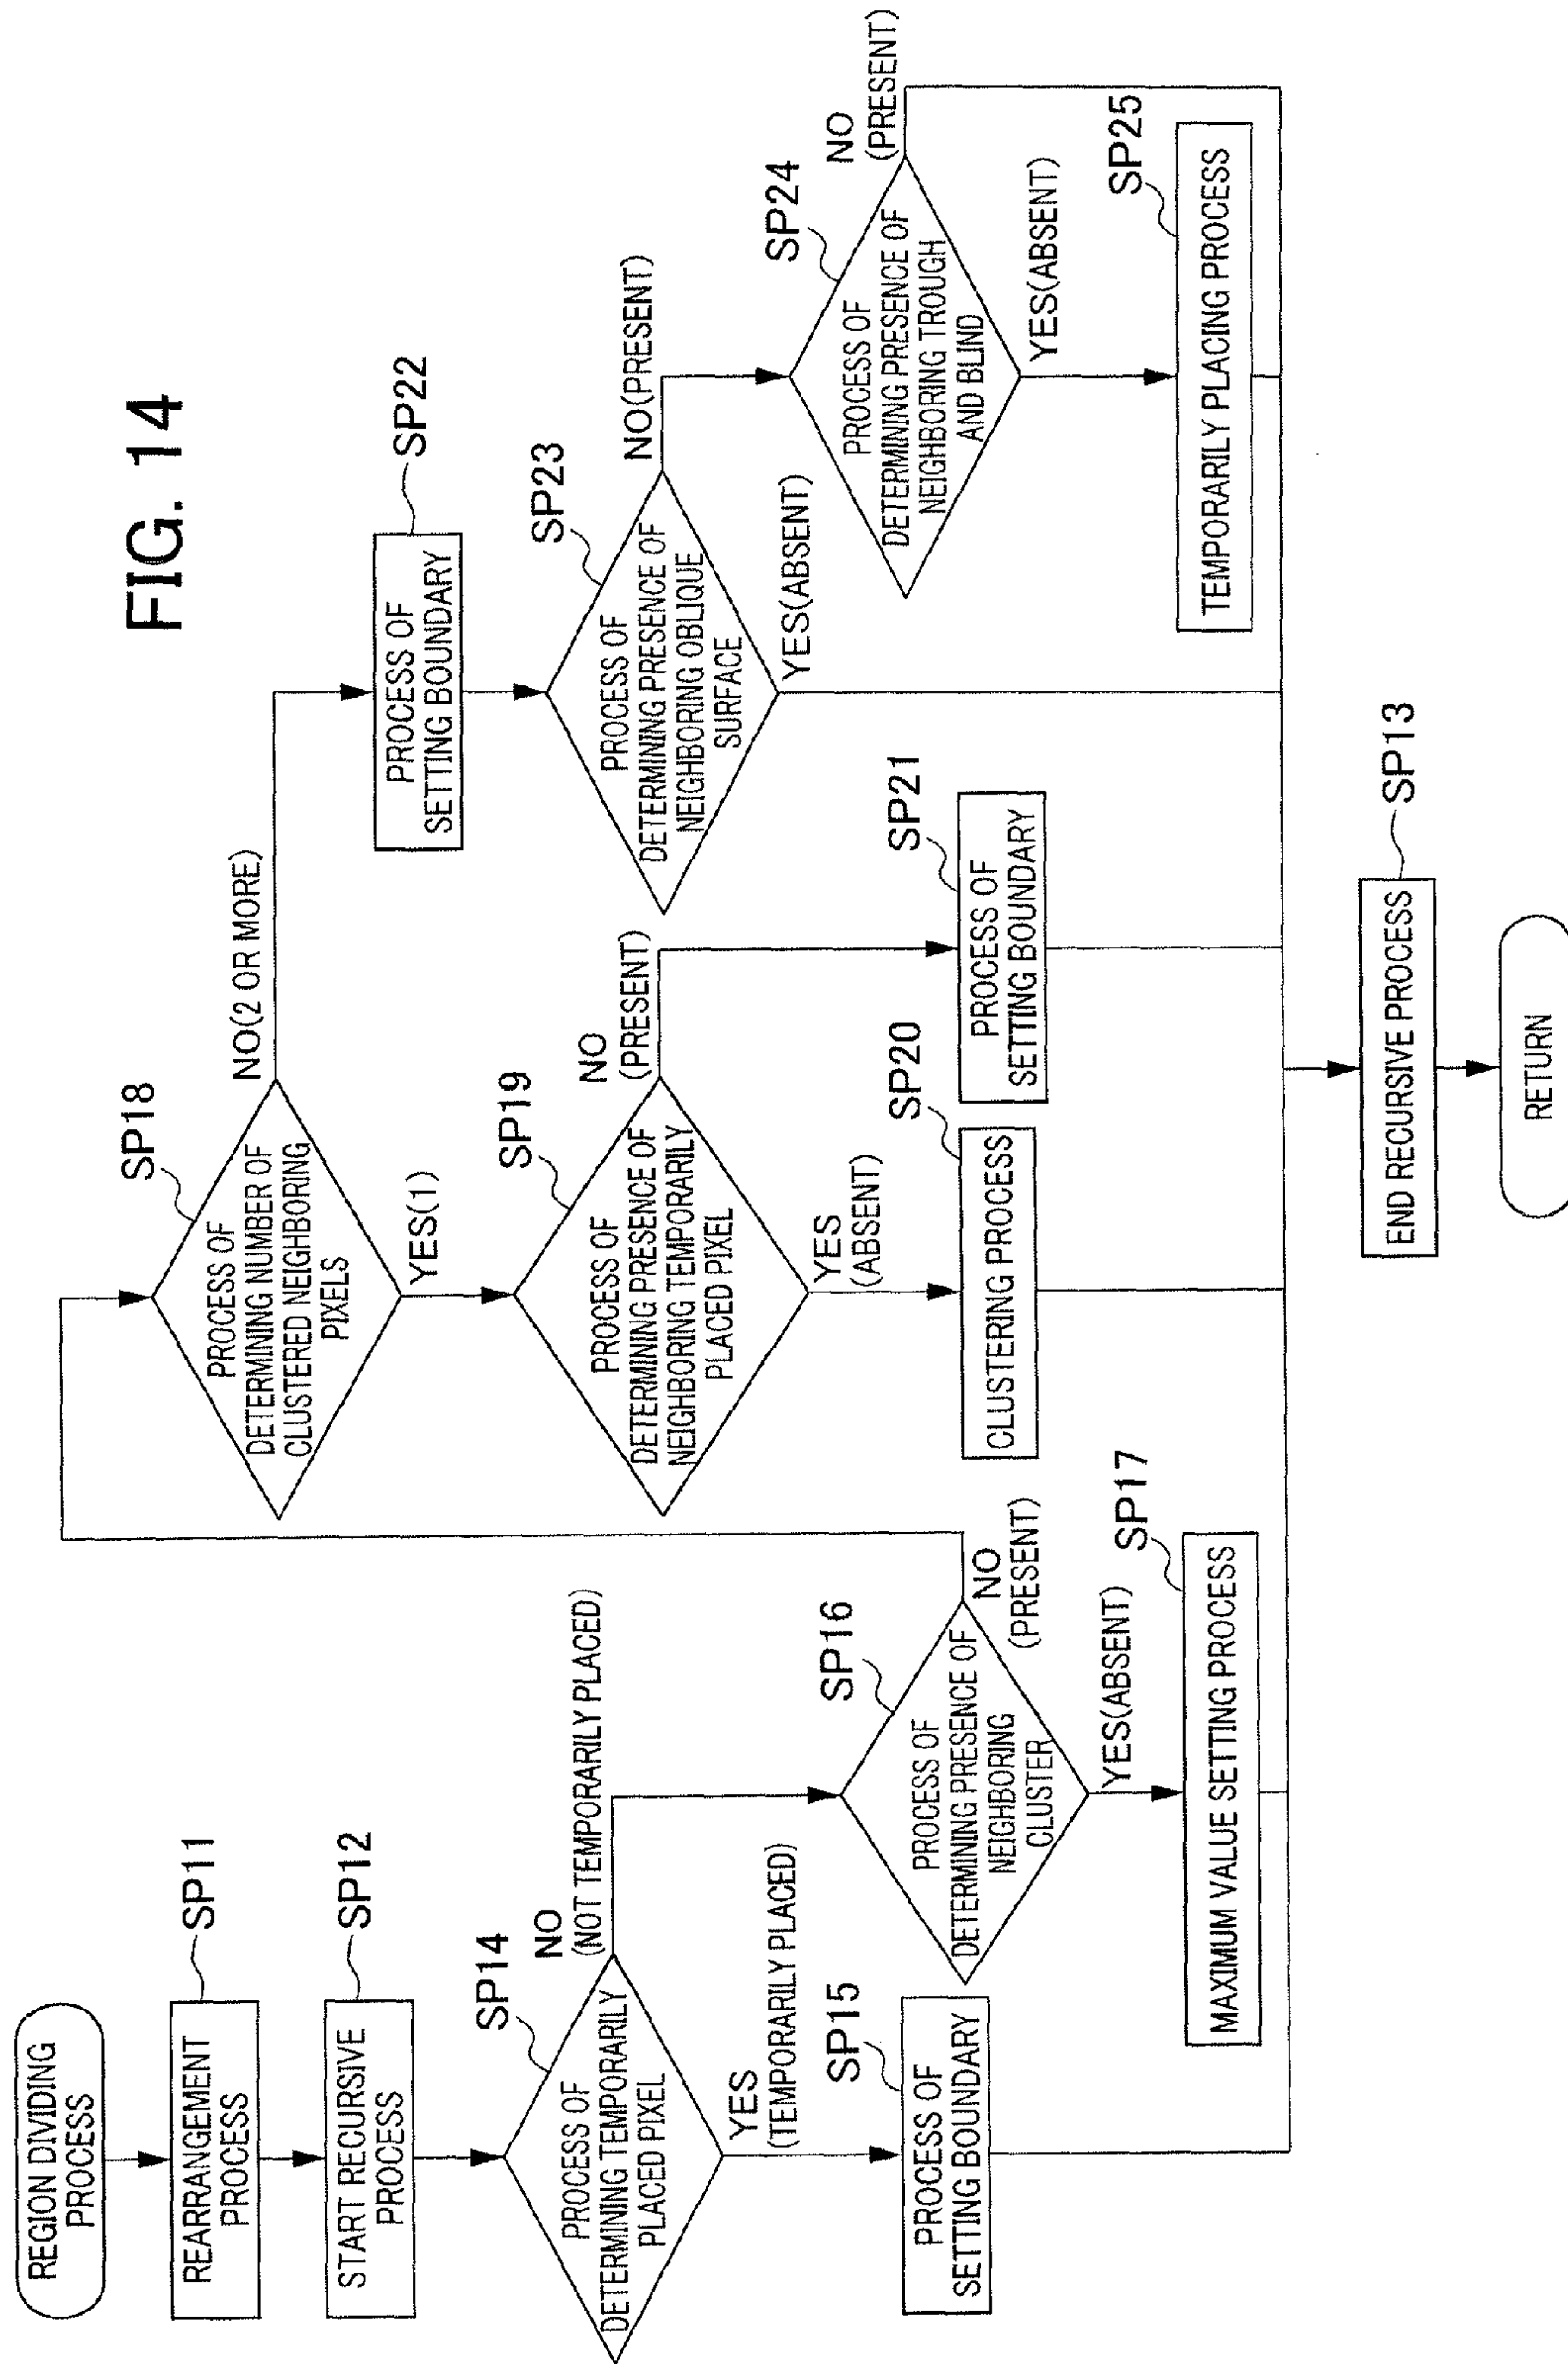 FIG. 14
REGION DIVIDING
PROCESS
REARRANGEMENT
PROCESS
SP11
START RECURSIVE
PROCESS
SP12
PROCESS OF
DETERMINING TEMPORARILY
PLACED PIXEL
SP14
NO
(NOT TEMPORARILY PLACED)
YES
(TEMPORARILY PLACED)
SP15
PROCESS OF
SETTING BOUNDARY
SP16
PROCESS OF
DETERMINING PRESENCE OF
NEIGHBORING
CLUSTER
NO
(PRESENT)
YES(ABSENT)
SP17
MAXIMUM VALUE SETTING PROCESS
SP18
PROCESS OF
DETERMINING NUMBER OF
CLUSTERED NEIGHBORING
PIXELS
NO(2 OR MORE)
YES(1)
SP19
PROCESS OF
DETERMINING PRESENCE OF
NEIGHBORING TEMPORARILY
PLACED PIXEL
NO
(PRESENT)
YES
(ABSENT)
SP20
CLUSTERING PROCESS
SP21
PROCESS OF
SETTING BOUNDARY
SP22
PROCESS OF
SETTING BOUNDARY
SP23
PROCESS OF
DETERMINING PRESENCE OF
NEIGHBORING OBLIQUE
SURFACE
NO(PRESENT)
YES(ABSENT)
SP24
PROCESS OF
DETERMINING PRESENCE OF
NEIGHBORING TROUGH
AND BLIND
NO
(PRESENT)
YES(ABSENT)
SP25
TEMPORARILY PLACING PROCESS
END RECURSIVE PROCESS
SP13
RETURN